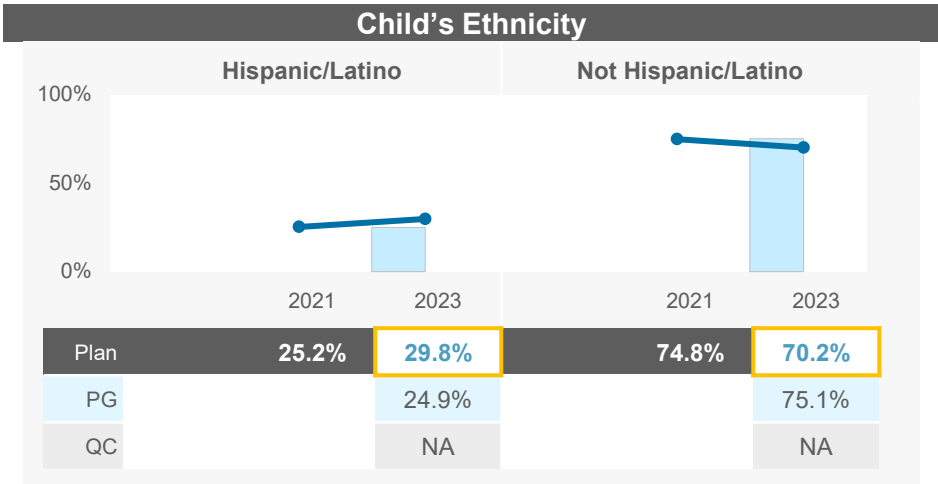 Child’s Ethnicity
Hispanic/Latino Not Hispanic/Latino
100%
50%
0%
2021 2023 2021 2023
Plan 25.2% 29.8% 74.8% 70.2%
PG 24.9% 75.1%
QC NA NA